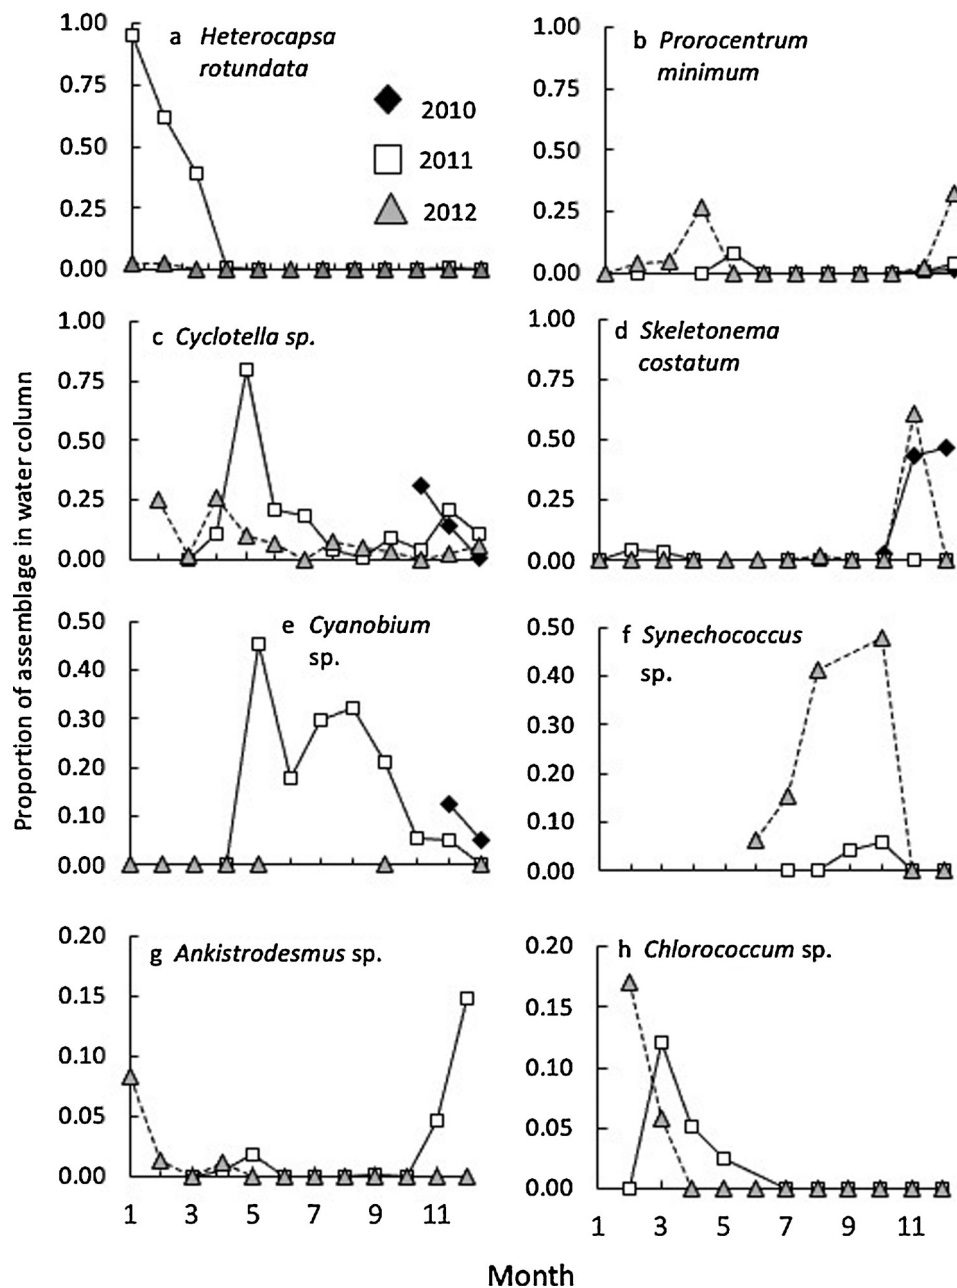 Proportion of assemblage in water column
a Heterocapsa
rotundata
2010
2011
2012
1.00
0.75
0.50
0.25
0.00
b Prorocentrum
minimum
1.00
0.75
0.50
0.25
0.00
c Cyclotella sp.
1.00
0.75
0.50
0.25
0.00
d Skeletonema
costatum
1.00
0.75
0.50
0.25
0.00
e Cyanobium
sp.
0.50
0.40
0.30
0.20
0.10
0.00
f Synechococcus
sp.
0.50
0.40
0.30
0.20
0.10
0.00
g Ankistrodesmus sp.
0.20
0.15
0.10
0.05
0.00
1 3 5 7 9 11
h Chlorococcum sp.
0.20
0.15
0.10
0.05
0.00
1 3 5 7 9 11
Month